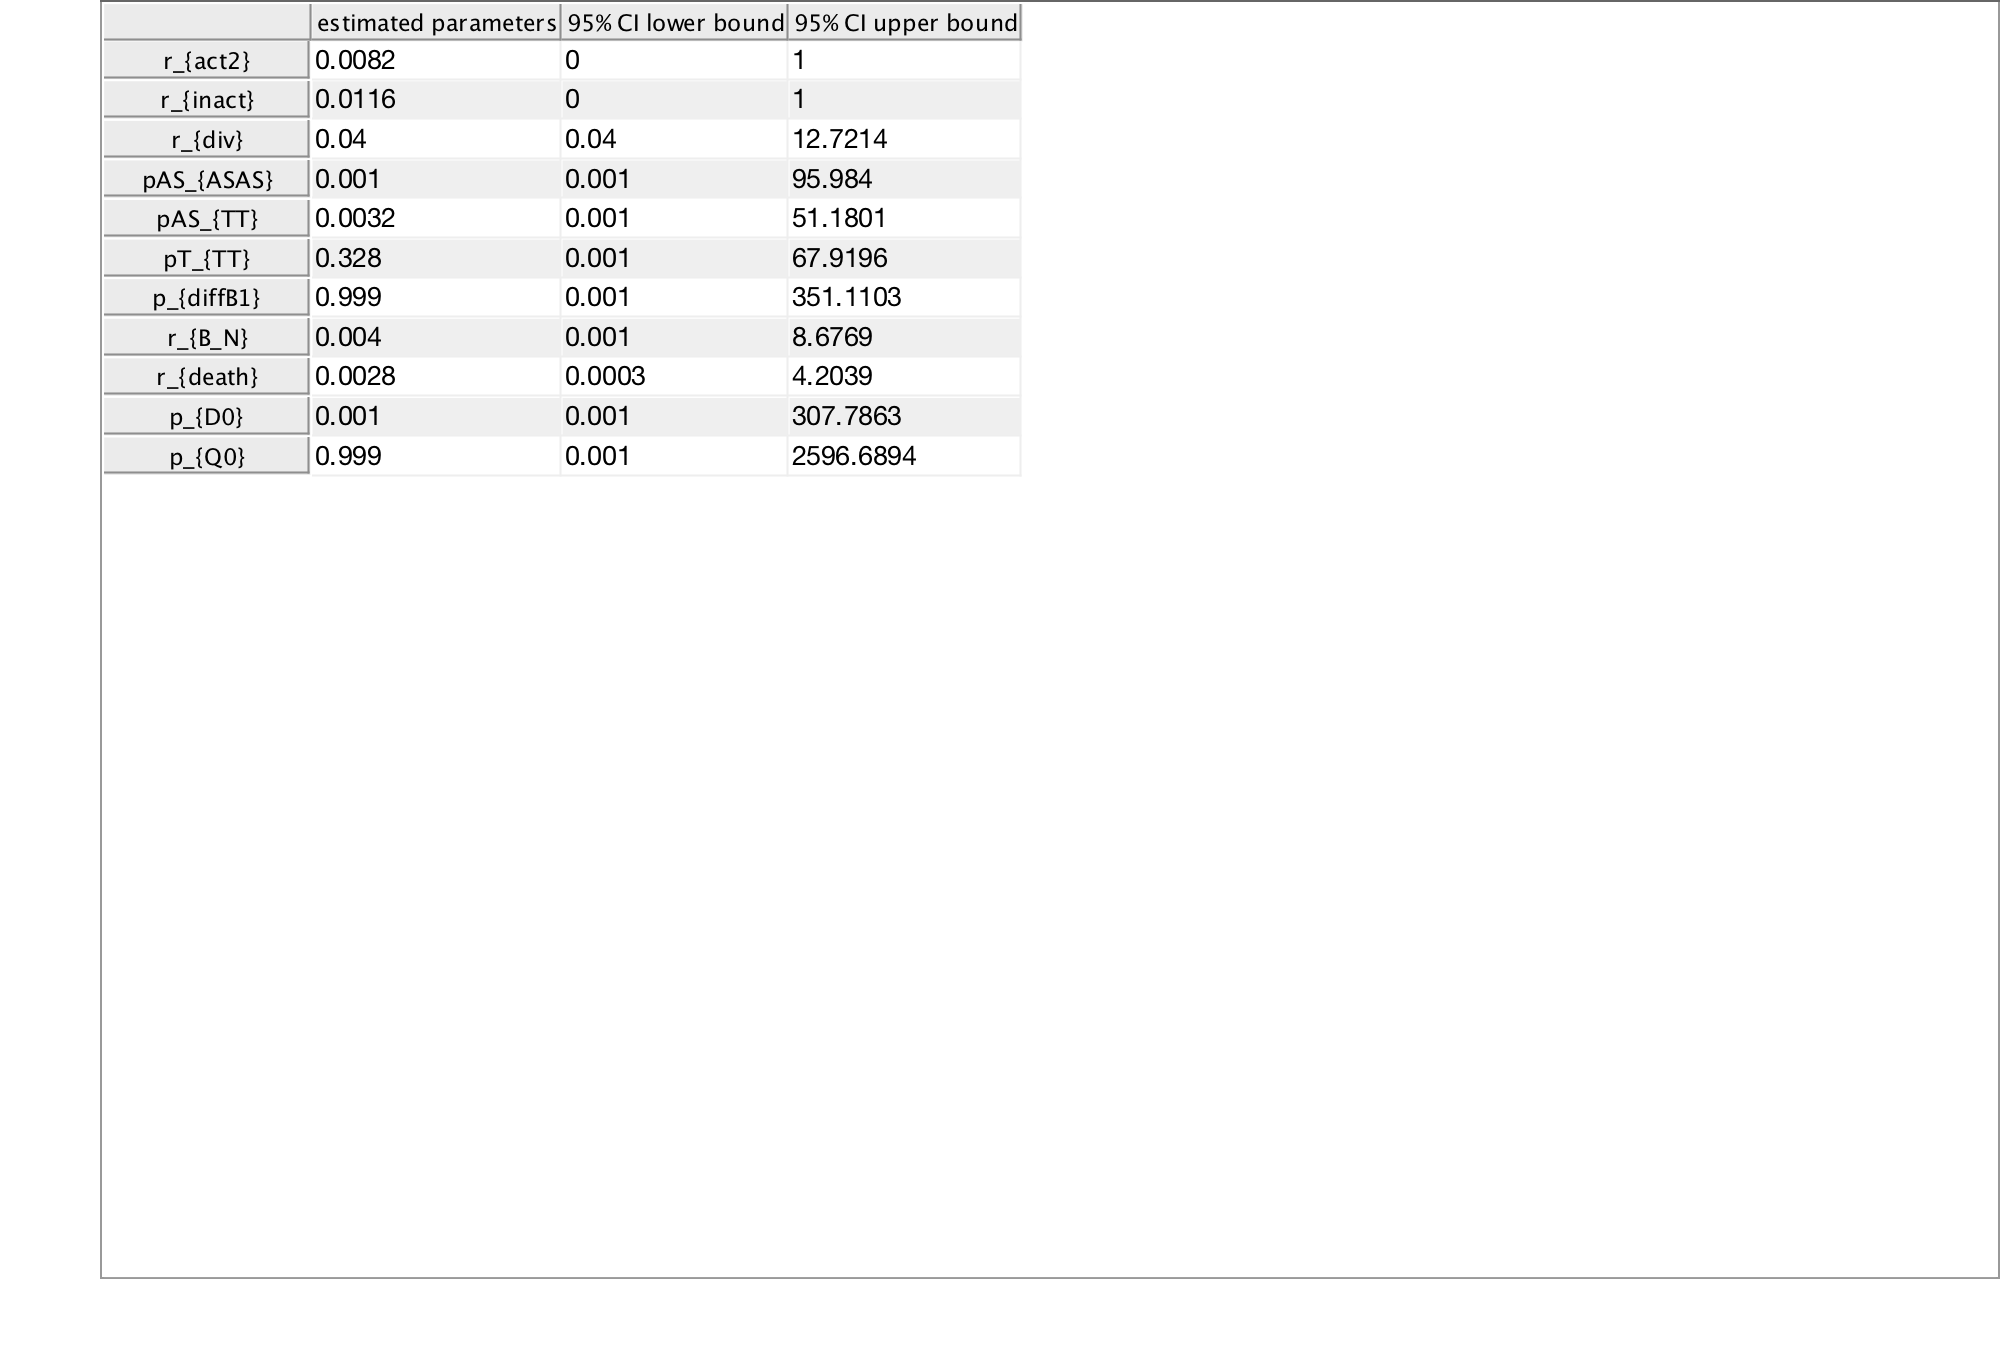 estimated parameters 95% CI lower bound 95% CI upper bound
r_{act2} 0.0082 0 1
r_{inact} 0.0116 0 1
r_{div} 0.04 0.04 12.7214
pAS_{ASAS} 0.001 0.001 95.984
pAS_{TT} 0.0032 0.001 51.1801
pT_{TT} 0.328 0.001 67.9196
p_{diffB1} 0.999 0.001 351.1103
r_{B_N} 0.004 0.001 8.6769
r_{death} 0.0028 0.0003 4.2039
p_{D0} 0.001 0.001 307.7863
p_{Q0} 0.999 0.001 2596.6894